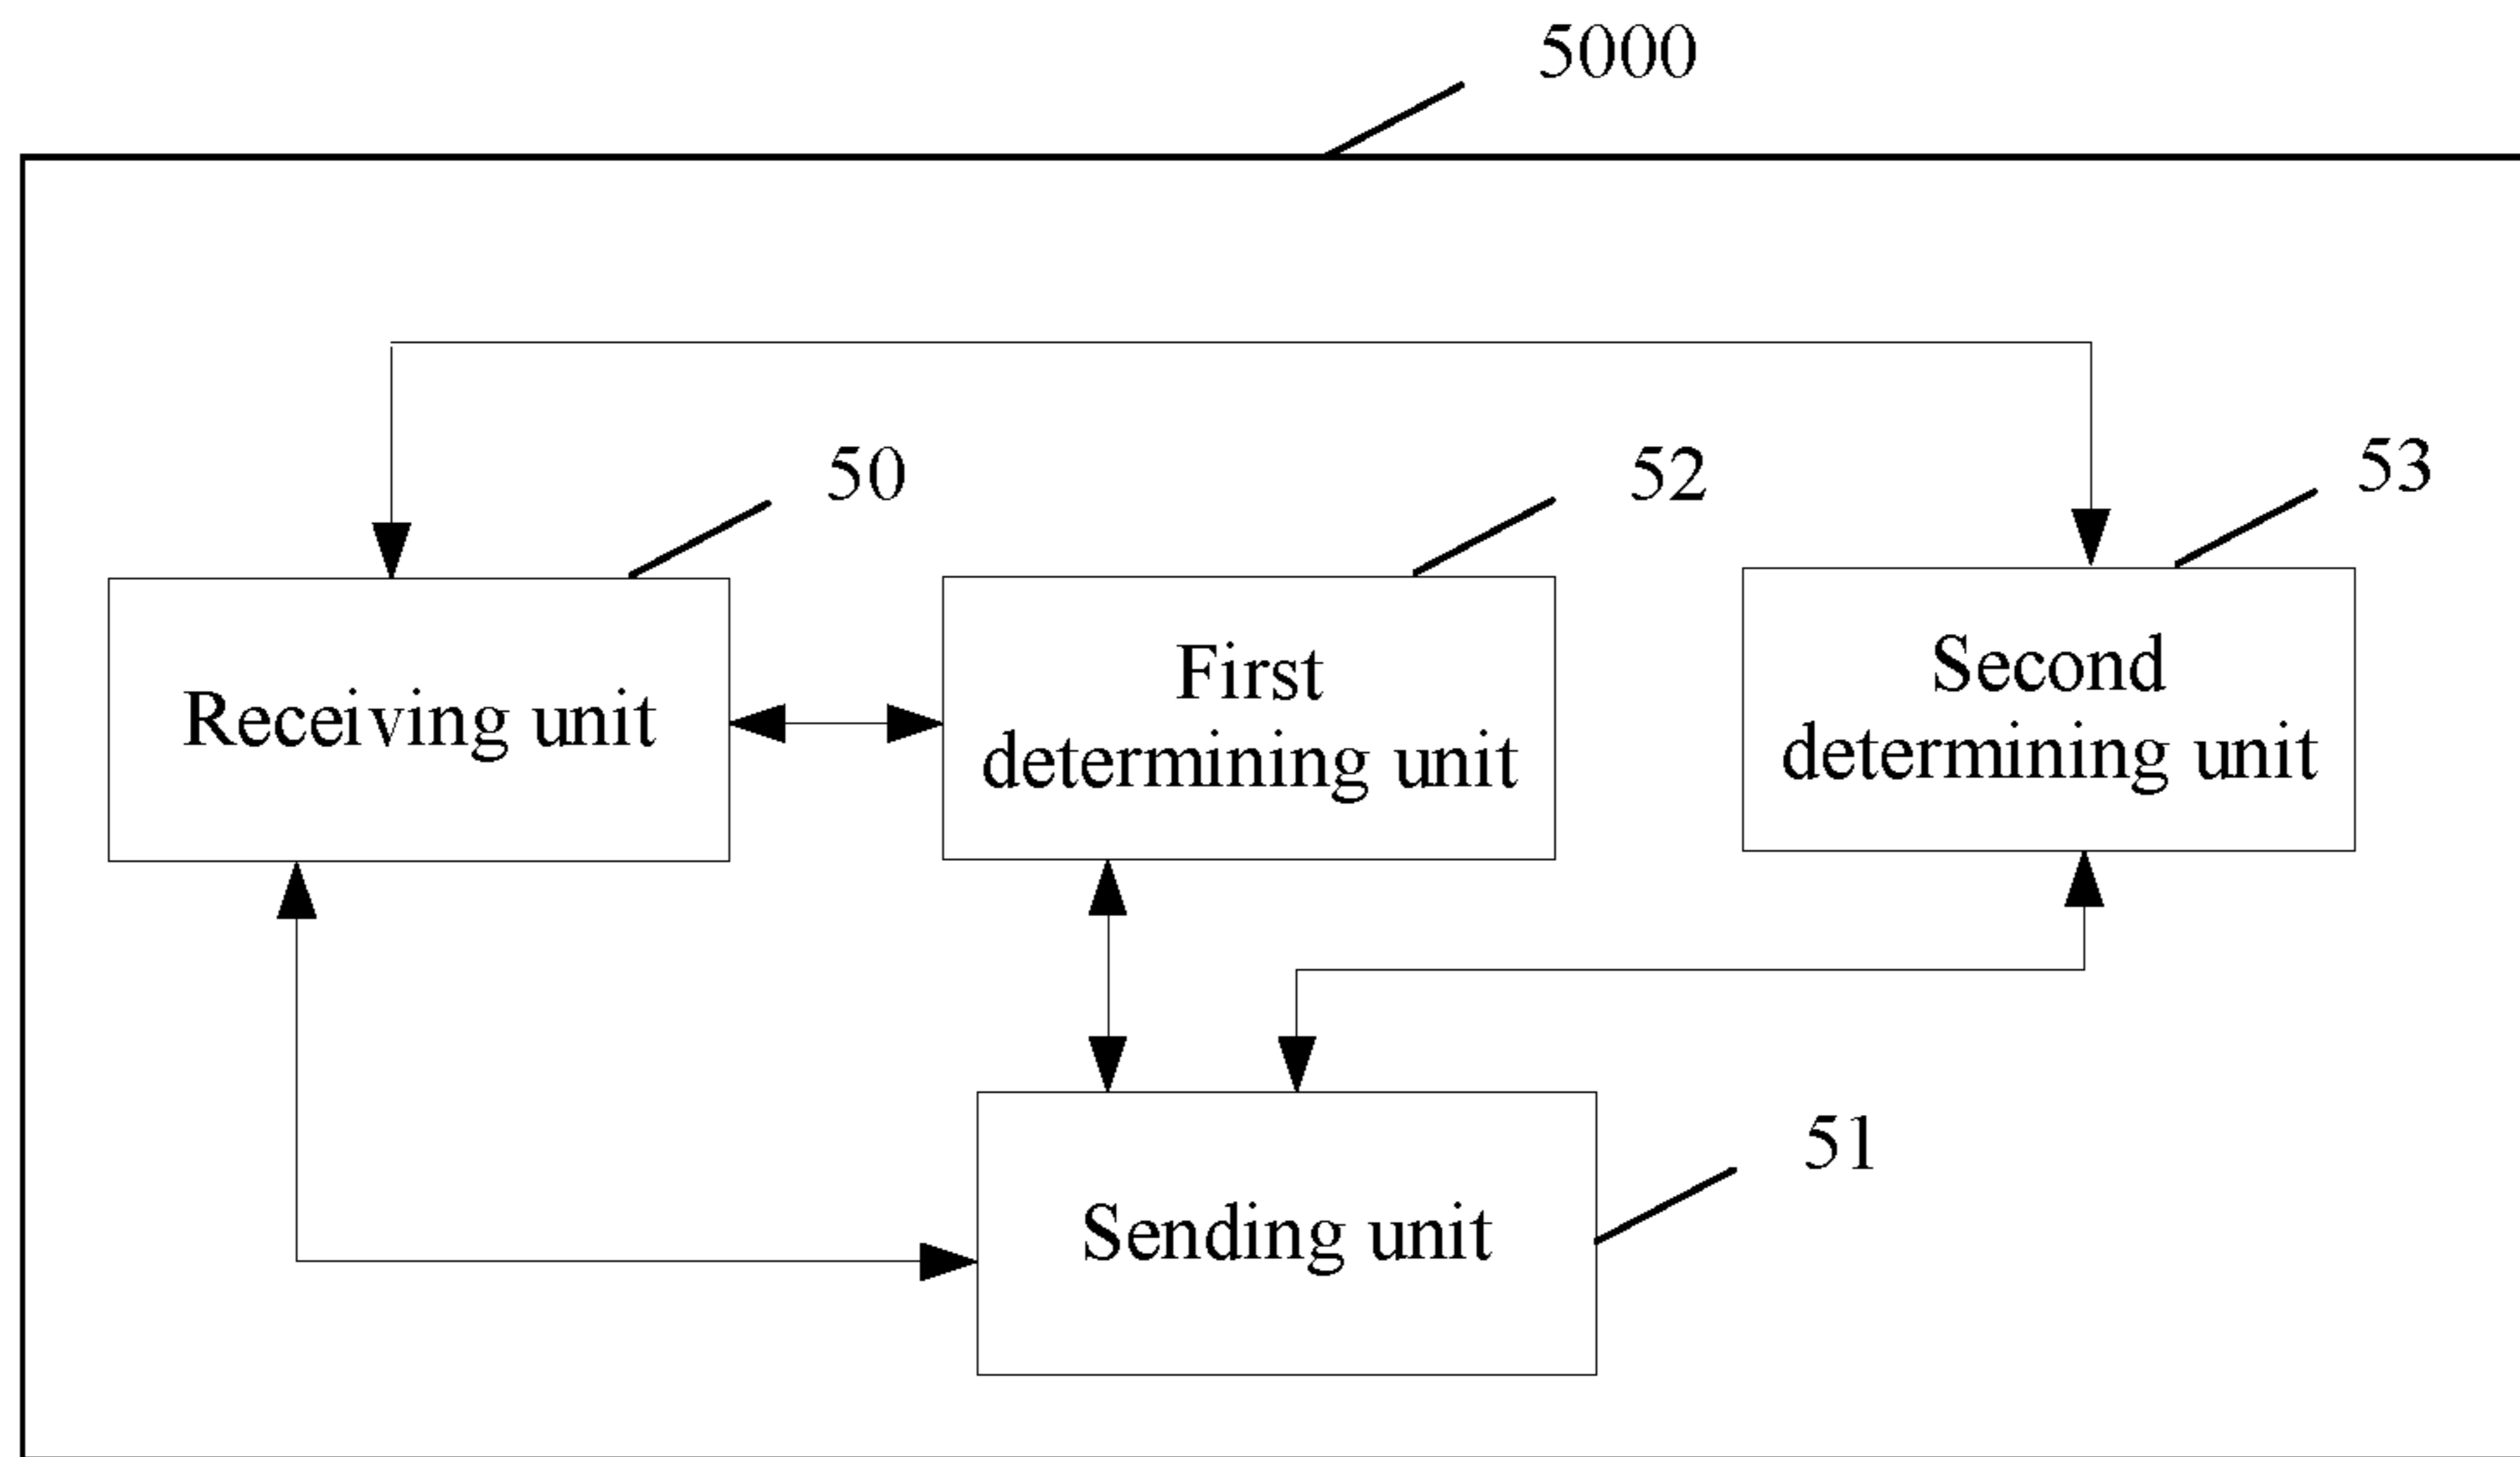 5000
50
52
53
Receiving unit
First
determining unit
Second
determining unit
51
Sending unit